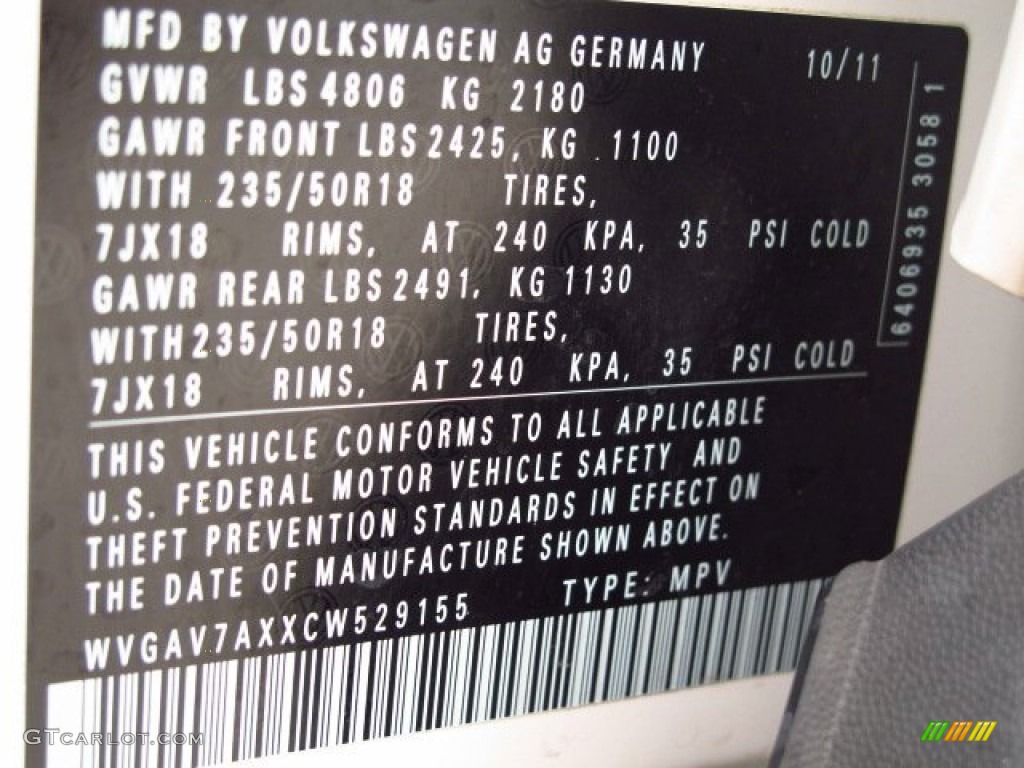 MFD BY VOLKSWAGEN AG GERMANY 10/11
GVWR LBS 4806 KG 2180
GAWR FRONT LBS 2425, KG .1100
WITH 235/50R18 TIRES,
7JX18 RIMS, AT 240 KPA, 35 PSI COLD
GAWR REAR LBS 2491, KG 1130
WITH 235/50R18 TIRES,
7JX18 RIMS, AT 240 KPA, 35 PSI COLD
THIS VEHICLE CONFORMS TO ALL APPLICABLE
U.S. FEDERAL MOTOR VEHICLE SAFETY AND
THEFT PREVENTION STANDARDS IN EFFECT ON
THE DATE OF MANUFACTURE SHOWN ABOVE.
WVGAV7AXXCW529155 TYPE: MPV
6406935 3058 1
GTCARLOT.COM